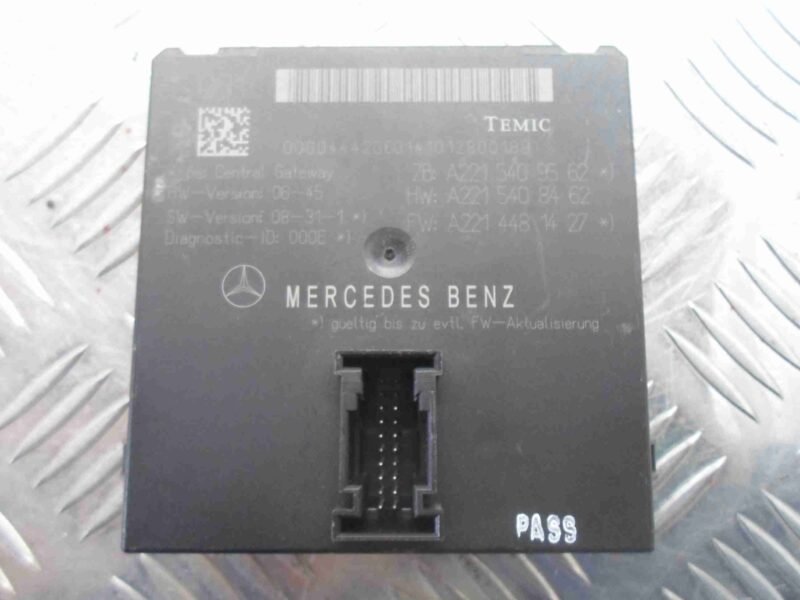 TEMIC
Central Gateway
ZB: A221 540 95 62 *)
HW-Version: 06-45
HW: A221 540 84 62
SW-Version: 08-31-1 *)
FW: A221 448 14 27 *)
Diagnostic-ID: 000E *)
MERCEDES BENZ
*) gueltig bis zu evtl. FW-Aktualisierung
PASS